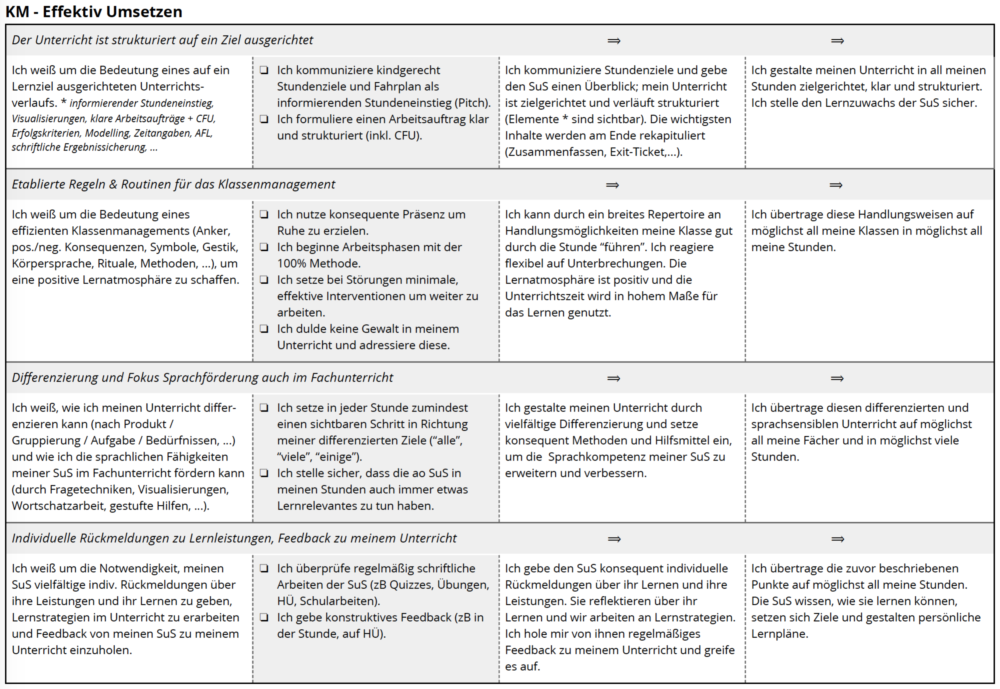 KM - Effektiv Umsetzen
Der Unterricht ist strukturiert auf ein Ziel ausgerichtet ⇒ ⇒
Ich weiß um die Bedeutung eines auf ein
Lernziel ausgerichteten Unterrichts-
verlaufs. * informierender Stundeneinstieg,
Visualisierungen, klare Arbeitsaufträge + CFU,
Erfolgskriterien, Modelling, Zeitangaben, AFL,
schriftliche Ergebnissicherung, ...
❏ Ich kommuniziere kindgerecht
Stundenziele und Fahrplan als
informierenden Stundeneinstieg (Pitch).
❏ Ich formuliere einen Arbeitsauftrag klar
und strukturiert (inkl. CFU).
Ich kommuniziere Stundenziele und gebe
den SuS einen Überblick; mein Unterricht
ist zielgerichtet und verläuft strukturiert
(Elemente * sind sichtbar). Die wichtigsten
Inhalte werden am Ende rekapituliert
(Zusammenfassen, Exit-Ticket,...).
Ich gestalte meinen Unterricht in all meinen
Stunden zielgerichtet, klar und strukturiert.
Ich stelle den Lernzuwachs der SuS sicher.
Etablierte Regeln & Routinen für das Klassenmanagement ⇒ ⇒
Ich weiß um die Bedeutung eines
effizienten Klassenmanagements (Anker,
pos./neg. Konsequenzen, Symbole, Gestik,
Körpersprache, Rituale, Methoden, ...), um
eine positive Lernatmosphäre zu schaffen.
❏ Ich nutze konsequente Präsenz um
Ruhe zu erzielen.
❏ Ich beginne Arbeitsphasen mit der
100% Methode.
❏ Ich setze bei Störungen minimale,
effektive Interventionen um weiter zu
arbeiten.
❏ Ich dulde keine Gewalt in meinem
Unterricht und adressiere diese.
Ich kann durch ein breites Repertoire an
Handlungsmöglichkeiten meine Klasse gut
durch die Stunde “führen”. Ich reagiere
flexibel auf Unterbrechungen. Die
Lernatmosphäre ist positiv und die
Unterrichtszeit wird in hohem Maße für
das Lernen genutzt.
Ich übertrage diese Handlungsweisen auf
möglichst all meine Klassen in möglichst all
meine Stunden.
Differenzierung und Fokus Sprachförderung auch im Fachunterricht ⇒ ⇒
Ich weiß, wie ich meinen Unterricht differ-
enzieren kann (nach Produkt /
Gruppierung / Aufgabe / Bedürfnissen, ...)
und wie ich die sprachlichen Fähigkeiten
meiner SuS im Fachunterricht fördern kann
(durch Fragetechniken, Visualisierungen,
Wortschatzarbeit, gestufte Hilfen, ...).
❏ Ich setze in jeder Stunde zumindest
einen sichtbaren Schritt in Richtung
meiner differenzierten Ziele (“alle”,
“viele”, “einige”).
❏ Ich stelle sicher, dass die ao SuS in
meinen Stunden auch immer etwas
Lernrelevantes zu tun haben.
Ich gestalte meinen Unterricht durch
vielfältige Differenzierung und setze
konsequent Methoden und Hilfsmittel ein,
um die  Sprachkompetenz meiner SuS zu
erweitern und verbessern.
Ich übertrage diesen differenzierten und
sprachsensiblen Unterricht auf möglichst
all meine Fächer und in möglichst viele
Stunden.
Individuelle Rückmeldungen zu Lernleistungen, Feedback zu meinem Unterricht ⇒ ⇒
Ich weiß um die Notwendigkeit, meinen
SuS vielfältige indiv. Rückmeldungen über
ihre Leistungen und ihr Lernen zu geben,
Lernstrategien im Unterricht zu erarbeiten
und Feedback von meinen SuS zu meinem
Unterricht einzuholen.
❏ Ich überprüfe regelmäßig schriftliche
Arbeiten der SuS (zB Quizzes, Übungen,
HÜ, Schularbeiten).
❏ Ich gebe konstruktives Feedback (zB in
der Stunde, auf HÜ).
Ich gebe den SuS konsequent individuelle
Rückmeldungen über ihr Lernen und ihre
Leistungen. Sie reflektieren über ihr
Lernen und wir arbeiten an Lernstrategien.
Ich hole mir von ihnen regelmäßiges
Feedback zu meinem Unterricht und greife
es auf.
Ich übertrage die zuvor beschriebenen
Punkte auf möglichst all meine Stunden.
Die SuS wissen, wie sie lernen können,
setzen sich Ziele und gestalten persönliche
Lernpläne.